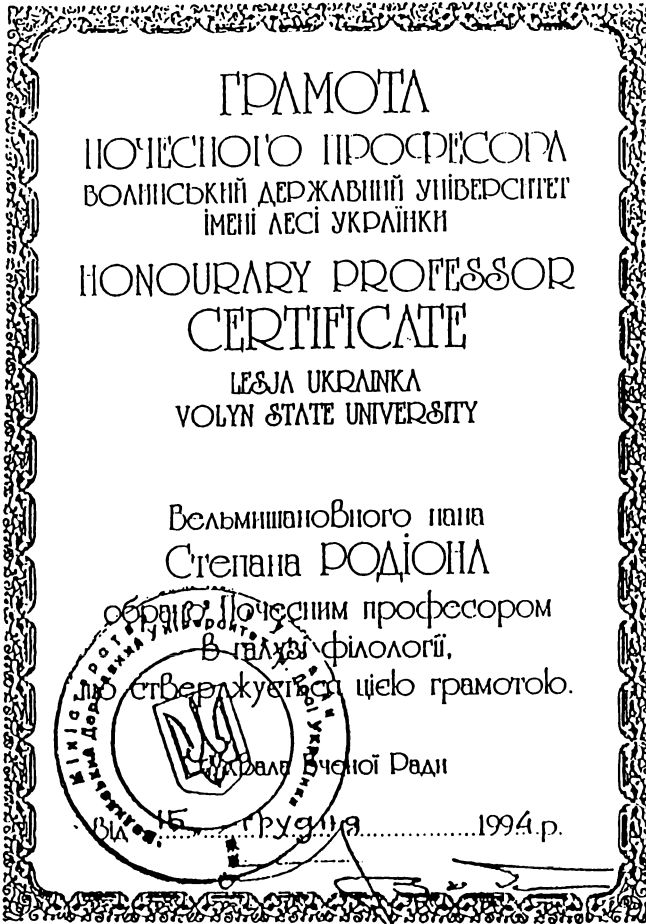 ГРАМОТА
ПОЧЕСНОГО ПРОФЕСОРА
ВОЛИНСЬКИЙ ДЕРЖАВНИЙ УНІВЕРСИТЕТ
ІМЕНІ ЛЕСІ УКРАЇНКИ
HONOURARY PROFESSOR
CERTIFICATE
LESJA UKRAINKA
VOLYN STATE UNIVERSITY
Вельмишановного пана
Степана РОДІОНА
обрано Почесним професором
в галузі філології,
що стверджується цією грамотою.
Ухвала Вченої Ради
Від 15 грудня 1994.р.